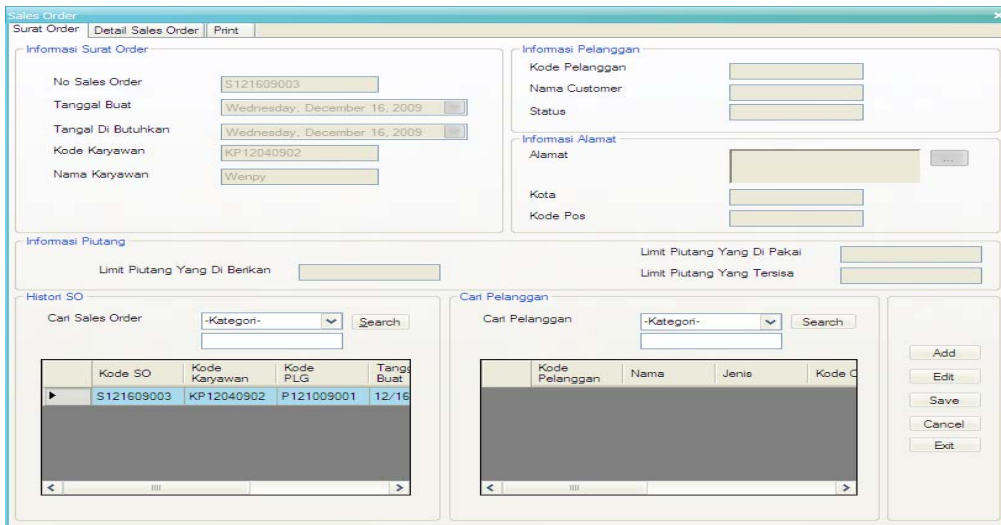 Sales Order
Surat Order Detail Sales Order Print
Informasi Surat Order
No Sales Order S121609003
Tanggal Buat Wednesday, December 16, 2009
Tangal Di Butuhkan Wednesday, December 16, 2009
Kode Karyawan KP12040902
Nama Karyawan Wenpy
Informasi Pelanggan
Kode Pelanggan
Nama Customer
Status
Informasi Alamat
Alamat ...
Kota
Kode Pos
Informasi Piutang
Limit Piutang Yang Di Berikan
Limit Piutang Yang Di Pakai
Limit Piutang Yang Tersisa
Histori SO
Cari Sales Order -Kategori- Search
Kode SO Kode Karyawan Kode PLG Tangg Buat
S121609003 KP12040902 P121009001 12/16
Cari Pelanggan
Cari Pelanggan -Kategori- Search
Kode Pelanggan Nama Jenis Kode C
Add
Edit
Save
Cancel
Exit